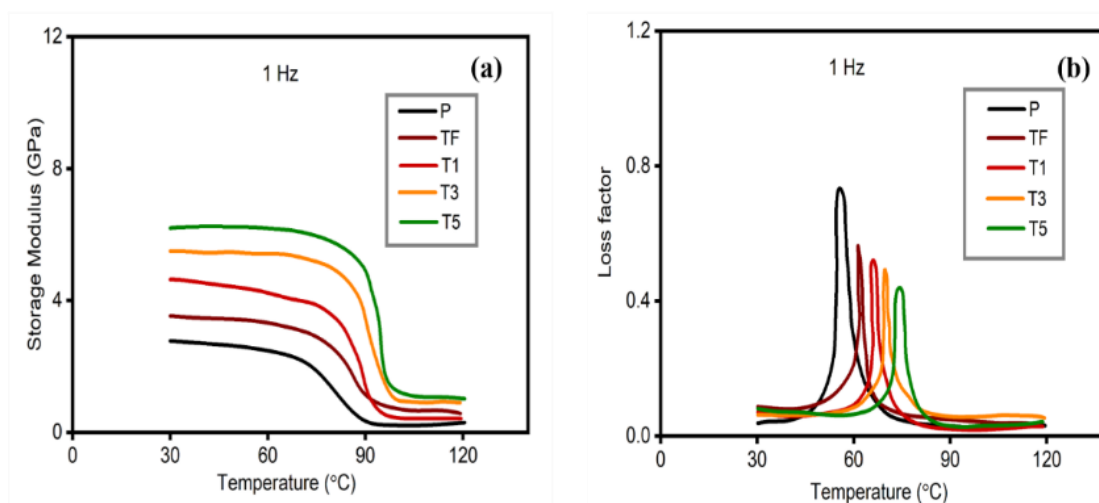 12
8
4
0
Storage Modulus (GPa)
1 Hz
(a)
P
TF
T1
T3
T5
0 30 60 90 120
Temperature (°C)
1.2
0.8
0.4
0.0
Loss factor
1 Hz
(b)
P
TF
T1
T3
T5
0 30 60 90 120
Temperature (°C)